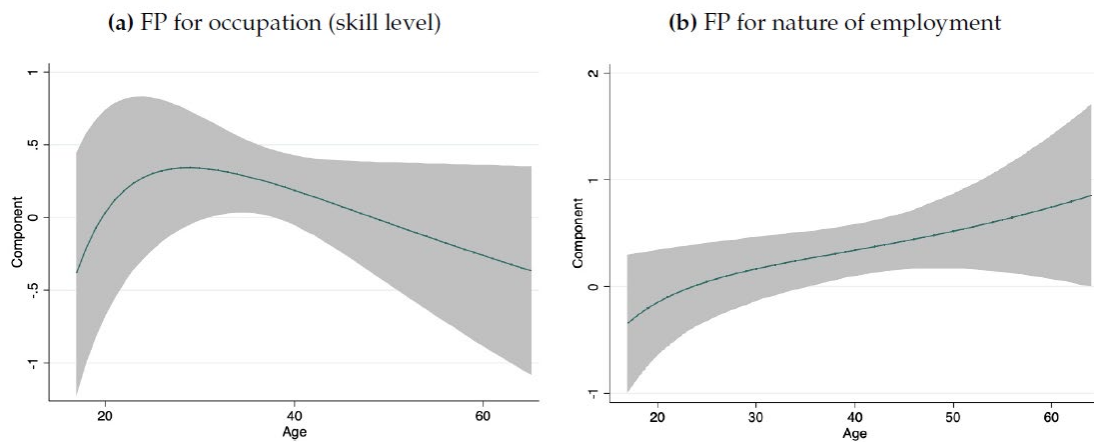 (a) FP for occupation (skill level)
1
.5
0
-.5
-1
Component
20
40
60
Age
(b) FP for nature of employment
2
1
0
-1
Component
20
30
40
50
60
Age